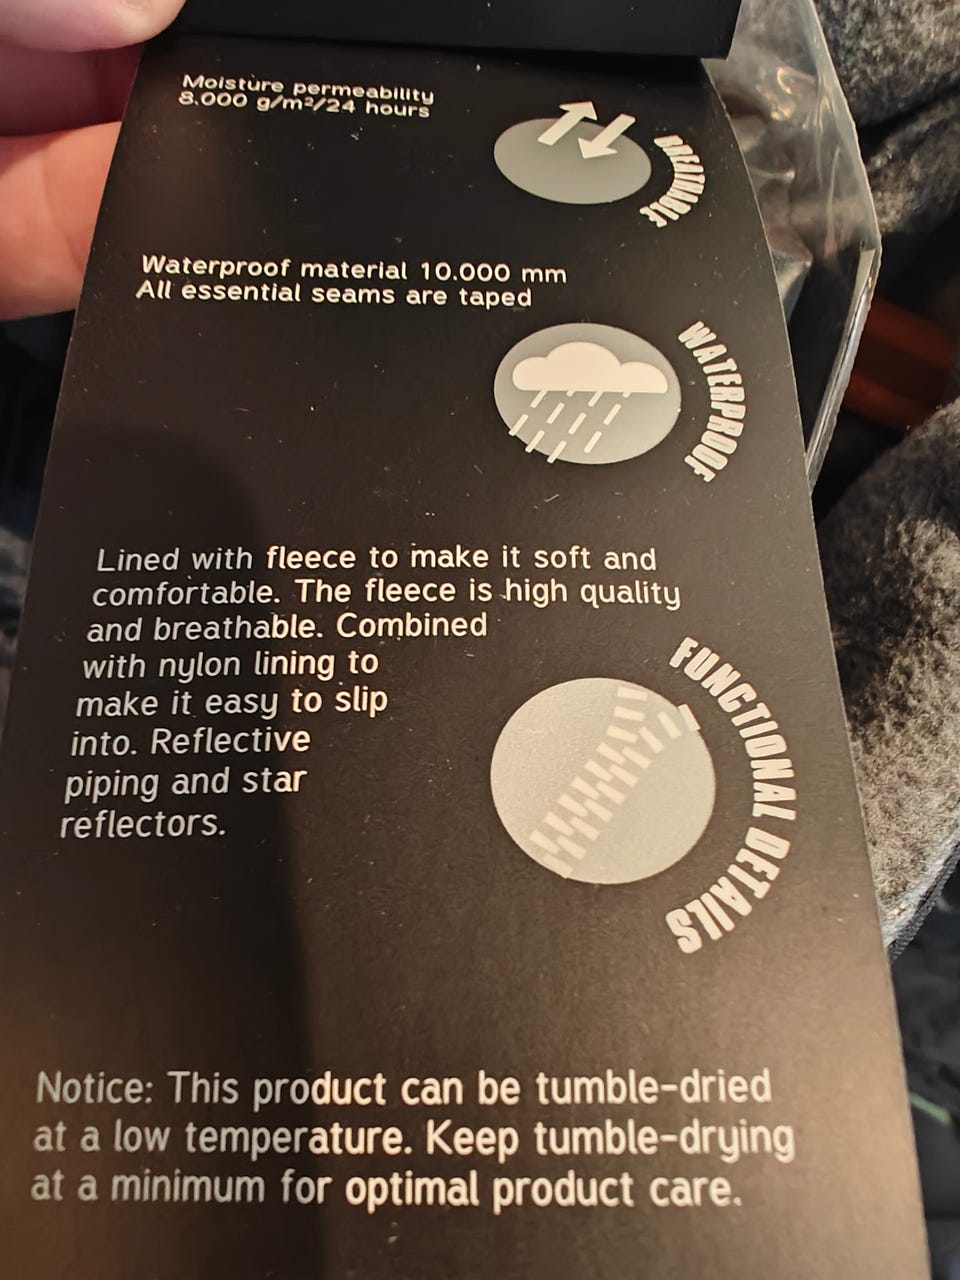 Moisture permeability
8.000 g/m²/24 hours
BREATHABLE
Waterproof material 10.000 mm
All essential seams are taped
WATERPROOF
Lined with fleece to make it soft and
comfortable. The fleece is high quality
and breathable. Combined
with nylon lining to
make it easy to slip
into. Reflective
piping and star
reflectors.
FUNCTIONAL DETAILS
Notice: This product can be tumble-dried
at a low temperature. Keep tumble-drying
at a minimum for optimal product care.